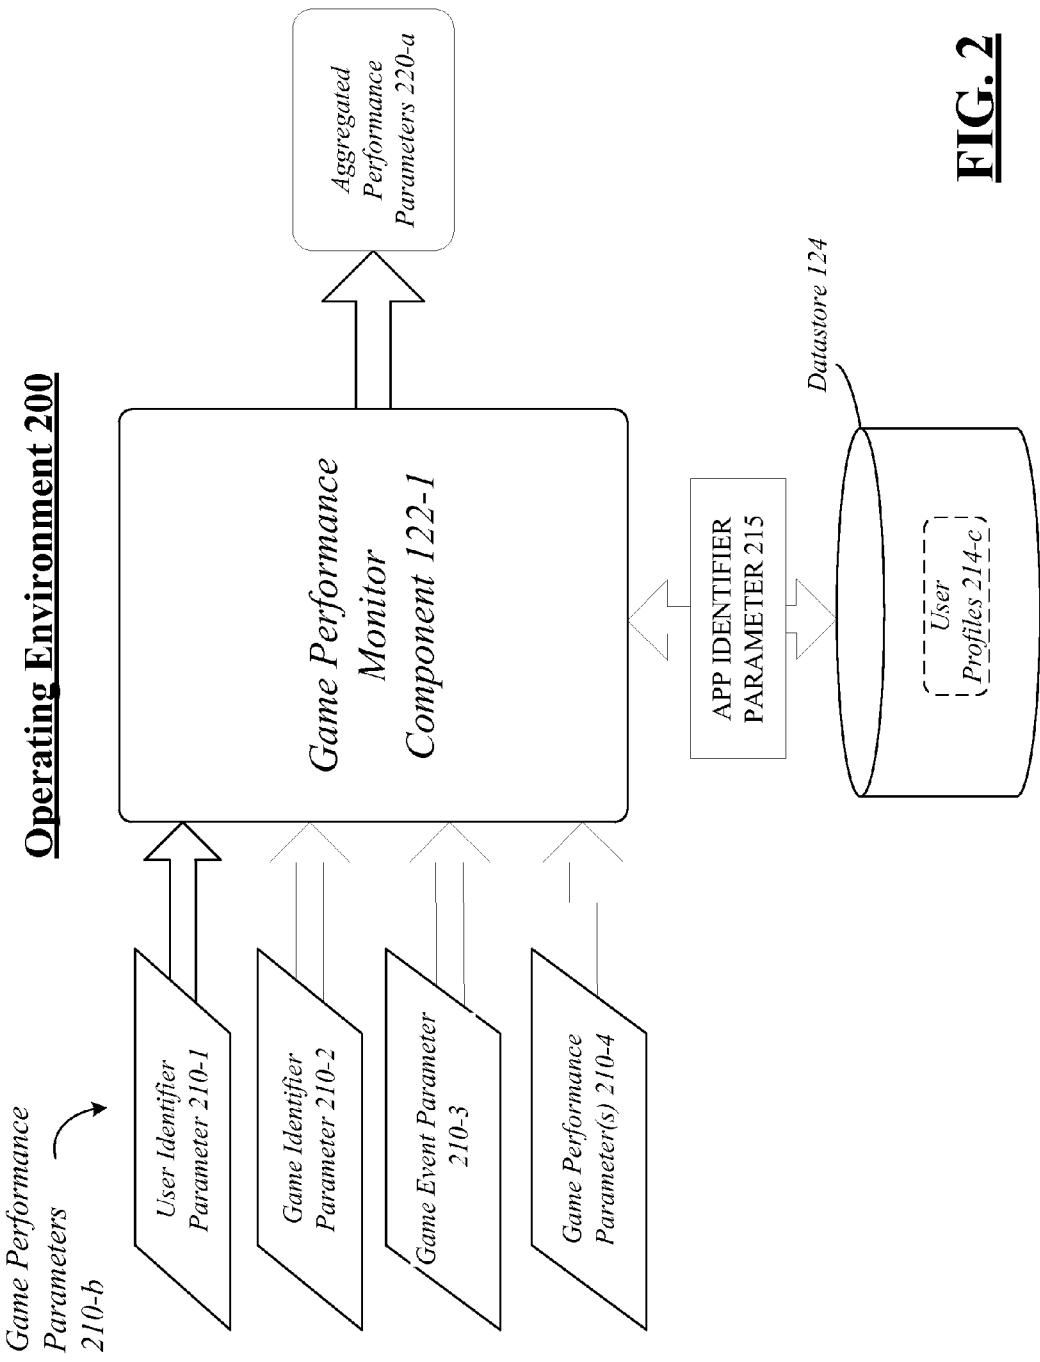 Operating Environment 200
Game Performance
Parameters
210-b
User Identifier
Parameter 210-1
Game Identifier
Parameter 210-2
Game Event Parameter
210-3
Game Performance
Parameter(s) 210-4
Game Performance
Monitor
Component 122-1
Aggregated
Performance
Parameters 220-a
APP IDENTIFIER
PARAMETER 215
Datastore 124
User
Profiles 214-c
FIG. 2